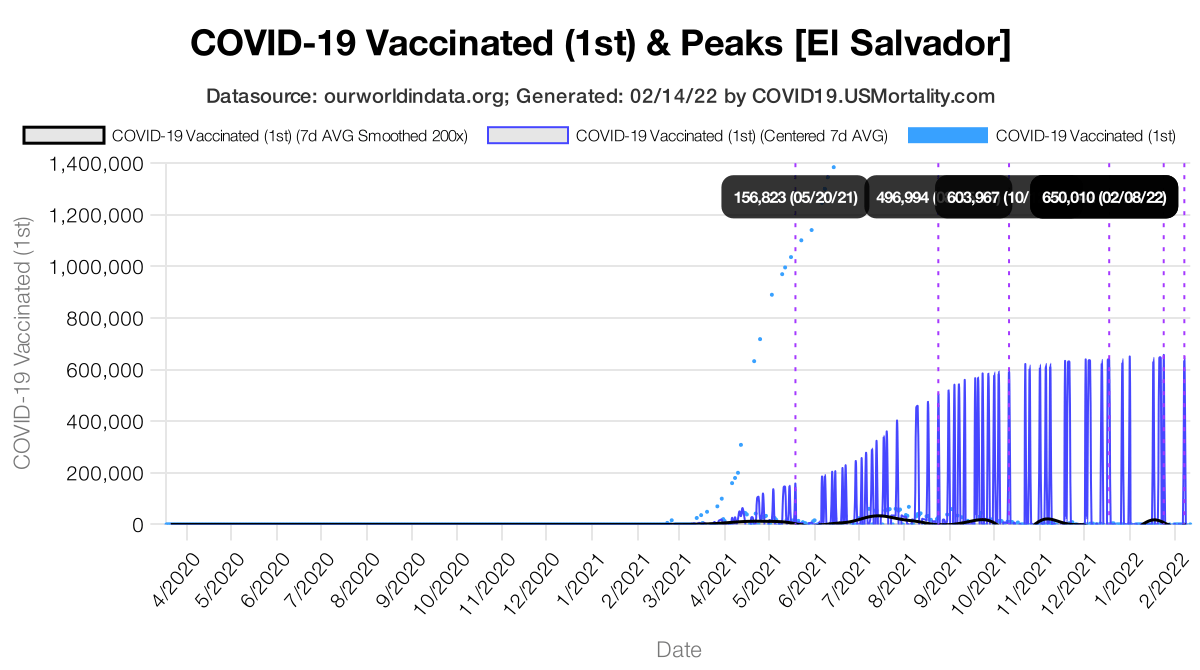 COVID-19 Vaccinated (1st) & Peaks [El Salvador]
Datasource: ourworldindata.org; Generated: 02/14/22 by COVID19.USMortality.com
COVID-19 Vaccinated (1st) (7d AVG Smoothed 200x) COVID-19 Vaccinated (1st) (Centered 7d AVG) COVID-19 Vaccinated (1st)
1,400,000
156,823 (05/20/21) 496,994 603,967 (10/ 650,010 (02/08/22)
1,200,000
1,000,000
800,000
600,000
400,000
200,000
0
COVID-19 Vaccinated (1st)
4/2020 5/2020 6/2020 7/2020 8/2020 9/2020 10/2020 11/2020 12/2020 1/2021 2/2021 3/2021 4/2021 5/2021 6/2021 7/2021 8/2021 9/2021 10/2021 11/2021 12/2021 1/2022 2/2022
Date